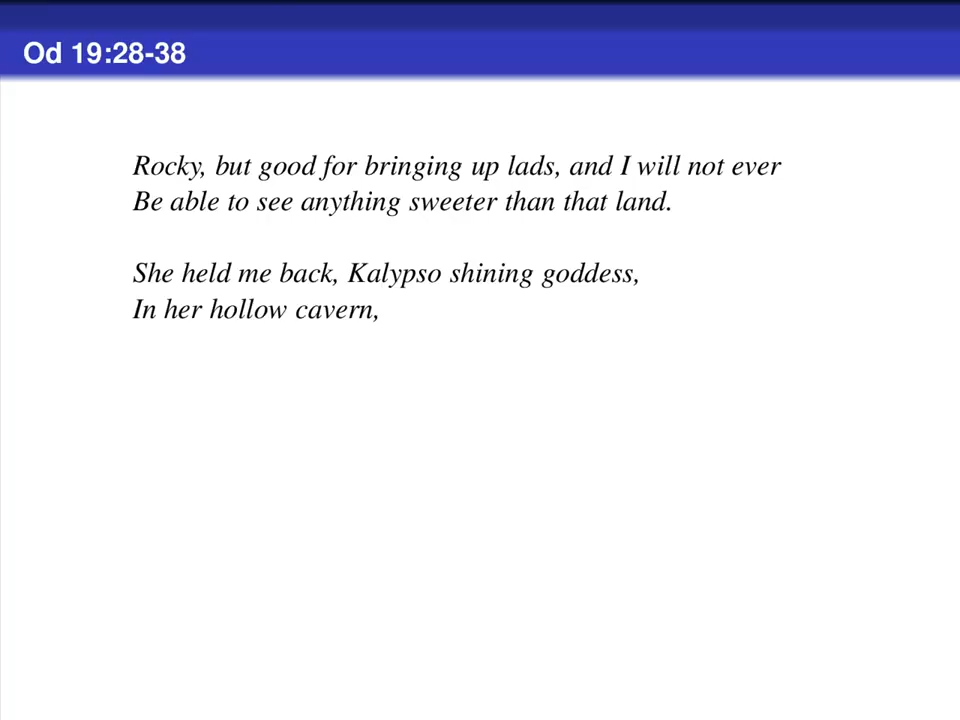 Od 19:28-38
Rocky, but good for bringing up lads, and I will not ever
Be able to see anything sweeter than that land.
She held me back, Kalypso shining goddess,
In her hollow cavern,